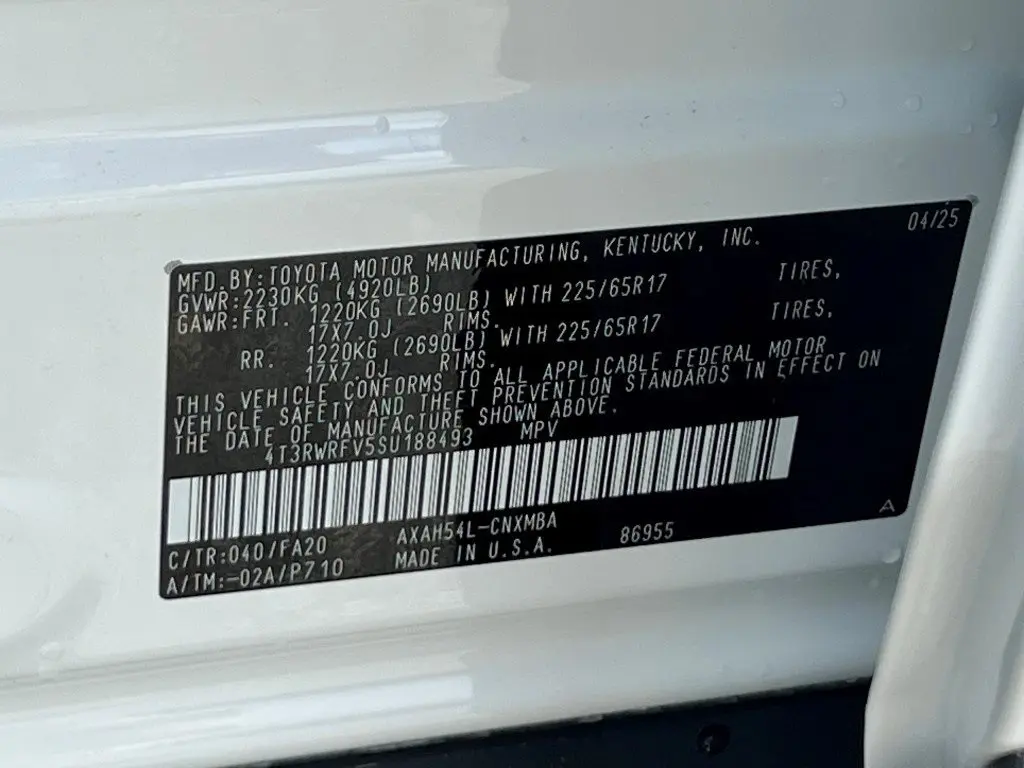 04/25
MFD.BY:TOYOTA MOTOR MANUFACTURING, KENTUCKY, INC.
GVWR:2230KG (4920LB)
GAWR:FRT. 1220KG (2690LB) WITH 225/65R17 TIRES,
17X7.0J RIMS.
RR. 1220KG (2690LB) WITH 225/65R17 TIRES,
17X7.0J RIMS.
THIS VEHICLE CONFORMS TO ALL APPLICABLE FEDERAL MOTOR
VEHICLE SAFETY AND THEFT PREVENTION STANDARDS IN EFFECT ON
THE DATE OF MANUFACTURE SHOWN ABOVE.
4T3RWRFV5SU188493 MPV
C/TR:040/FA20 AXAH54L-CNXMBA 86955 A
A/TM:-02A/P710 MADE IN U.S.A.